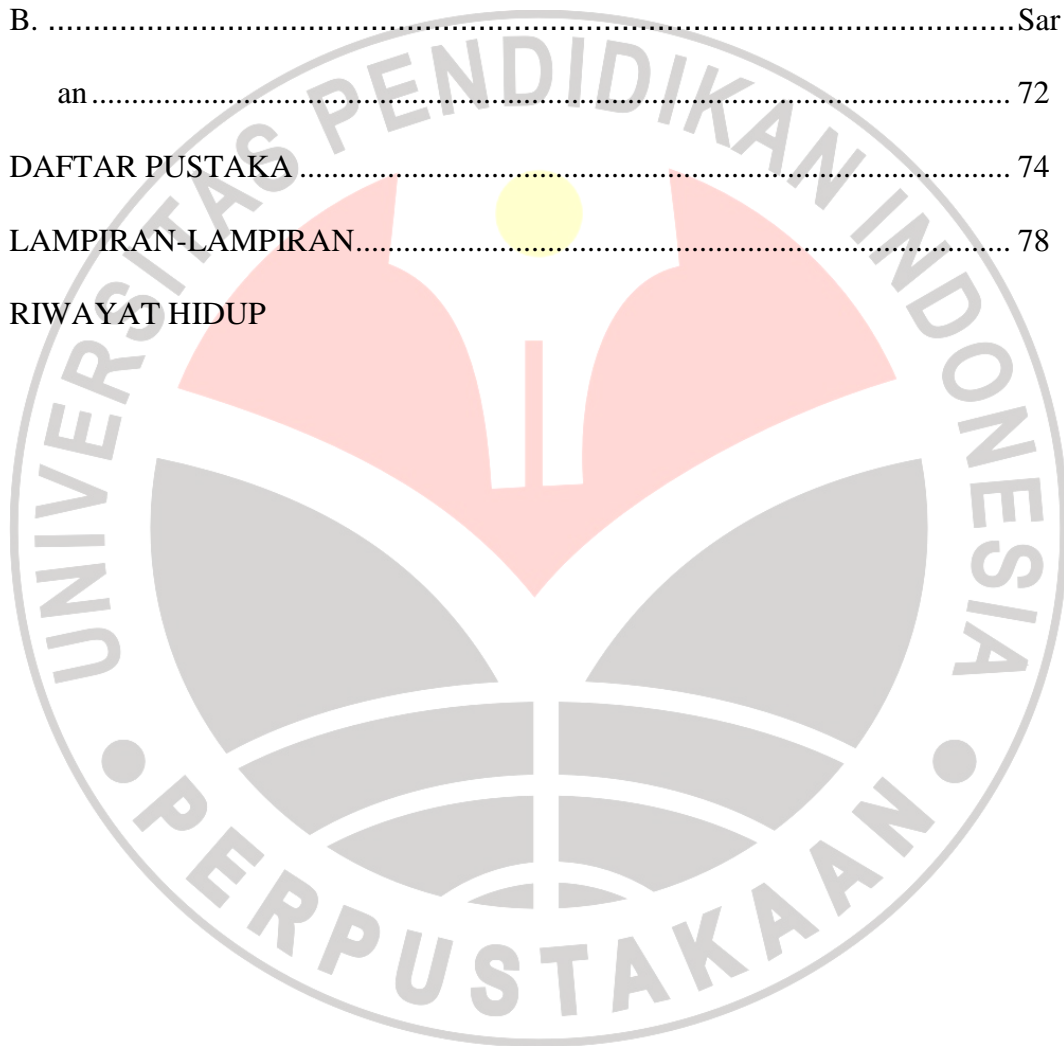 B. ........................................................................................................Sar
an ................................................................................................................... 72
DAFTAR PUSTAKA ........................................................................................ 74
LAMPIRAN-LAMPIRAN................................................................................. 78
RIWAYAT HIDUP
UNIVERSITAS PENDIDIKAN INDONESIA
PERPUSTAKAAN